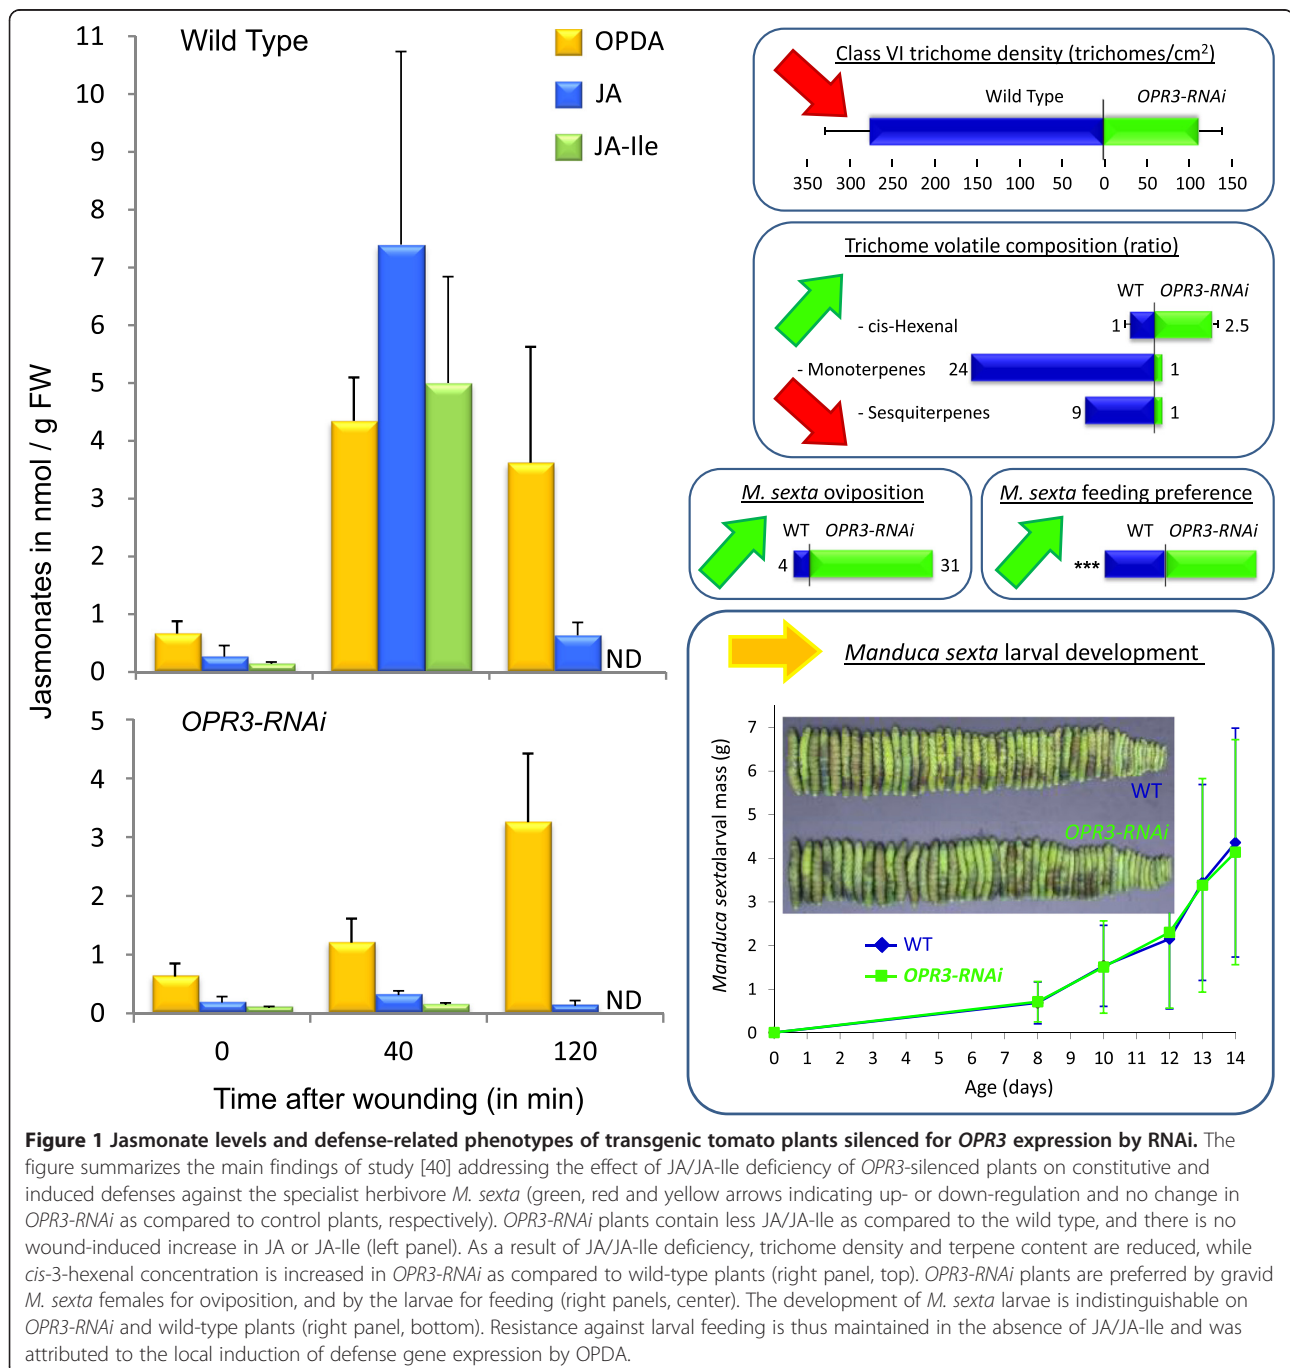 Wild Type
OPDA
JA
JA-Ile
11
10
9
8
7
6
5
4
3
2
1
0
ND
Jasmonates in nmol / g FW
OPR3-RNAi
5
4
3
2
1
0
ND
0 40 120
Time after wounding (in min)
Class VI trichome density (trichomes/cm2)
Wild Type OPR3-RNAi
350 300 250 200 150 100 50 0 50 100 150
Trichome volatile composition (ratio)
WT OPR3-RNAi
- cis-Hexenal 1 2.5
- Monoterpenes 24 1
- Sesquiterpenes 9 1
M. sexta oviposition
WT OPR3-RNAi
4 31
M. sexta feeding preference
WT OPR3-RNAi
***
Manduca sexta larval development
Manduca sextalarval mass (g)
7
6
5
4
3
2
1
0
WT
OPR3-RNAi
WT
OPR3-RNAi
0 1 2 3 4 5 6 7 8 9 10 11 12 13 14
Age (days)
Figure 1 Jasmonate levels and defense-related phenotypes of transgenic tomato plants silenced for OPR3 expression by RNAi. The
figure summarizes the main findings of study [40] addressing the effect of JA/JA-Ile deficiency of OPR3-silenced plants on constitutive and
induced defenses against the specialist herbivore M. sexta (green, red and yellow arrows indicating up- or down-regulation and no change in
OPR3-RNAi as compared to control plants, respectively). OPR3-RNAi plants contain less JA/JA-Ile as compared to the wild type, and there is no
wound-induced increase in JA or JA-Ile (left panel). As a result of JA/JA-Ile deficiency, trichome density and terpene content are reduced, while
cis-3-hexenal concentration is increased in OPR3-RNAi as compared to wild-type plants (right panel, top). OPR3-RNAi plants are preferred by gravid
M. sexta females for oviposition, and by the larvae for feeding (right panels, center). The development of M. sexta larvae is indistinguishable on
OPR3-RNAi and wild-type plants (right panel, bottom). Resistance against larval feeding is thus maintained in the absence of JA/JA-Ile and was
attributed to the local induction of defense gene expression by OPDA.